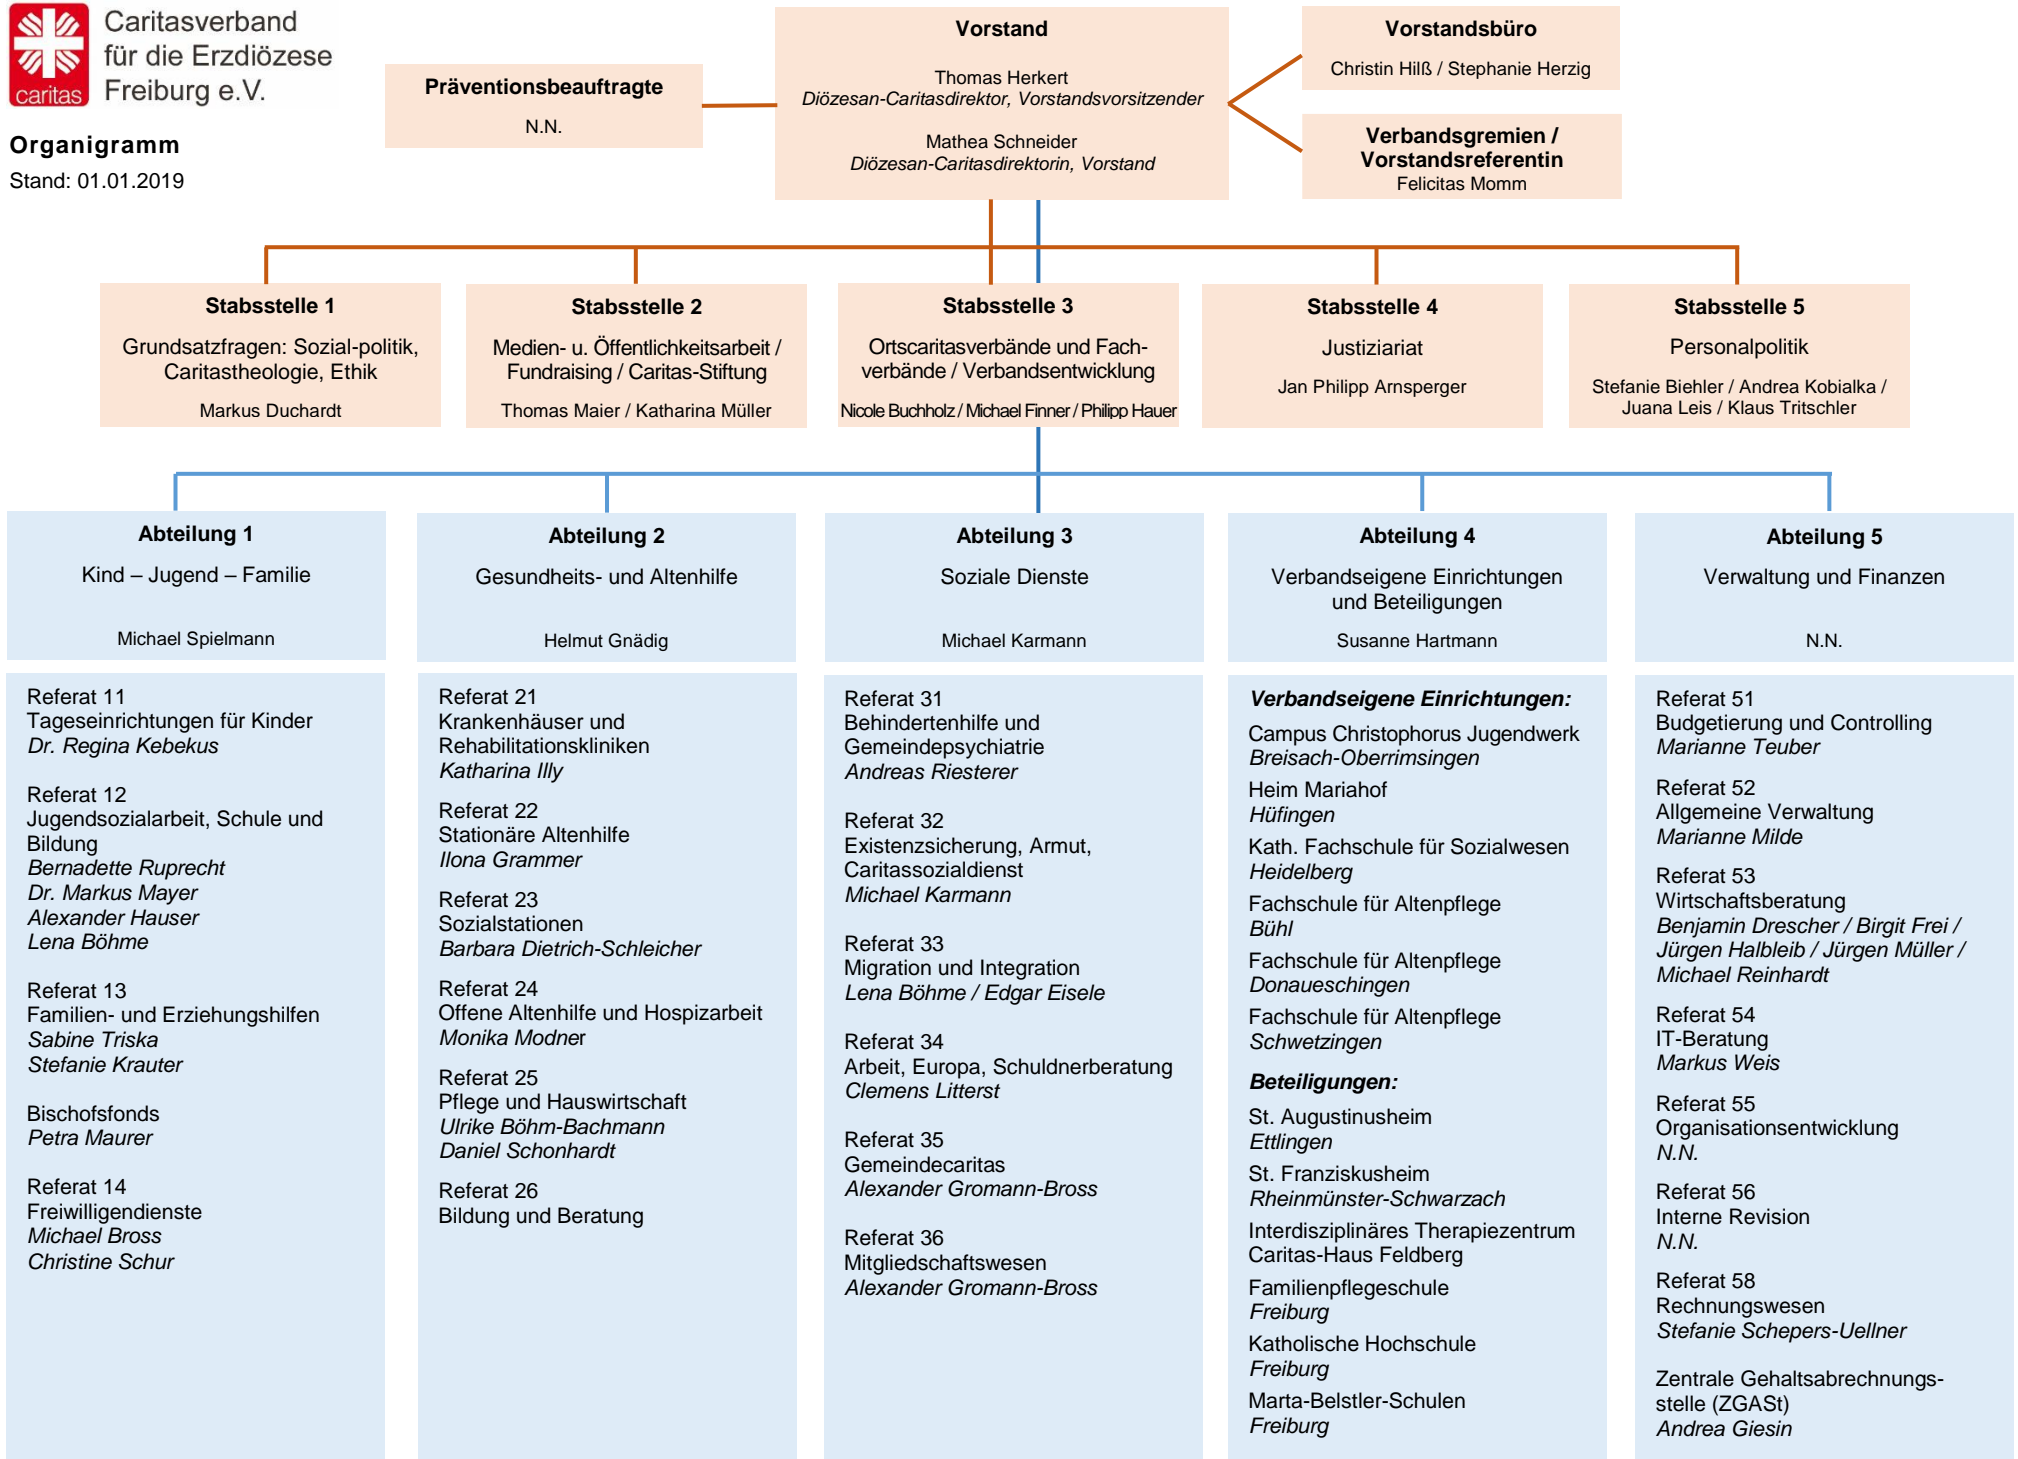 Caritasverband
für die Erzdiözese
Freiburg e.V.
caritas
Organigramm
Stand: 01.01.2019
Präventionsbeauftragte
N.N.
Vorstand
Thomas Herkert
Diözesan-Caritasdirektor, Vorstandsvorsitzender
Mathea Schneider
Diözesan-Caritasdirektorin, Vorstand
Vorstandsbüro
Christin Hilß / Stephanie Herzig
Verbandsgremien /
Vorstandsreferentin
Felicitas Momm
Stabsstelle 1
Grundsatzfragen: Sozial-politik,
Caritastheologie, Ethik
Markus Duchardt
Stabsstelle 2
Medien- u. Öffentlichkeitsarbeit /
Fundraising / Caritas-Stiftung
Thomas Maier / Katharina Müller
Stabsstelle 3
Ortscaritasverbände und Fach-
verbände / Verbandsentwicklung
Nicole Buchholz / Michael Finner / Philipp Hauer
Stabsstelle 4
Justiziariat
Jan Philipp Arnsperger
Stabsstelle 5
Personalpolitik
Stefanie Biehler / Andrea Kobialka /
Juana Leis / Klaus Tritschler
Abteilung 1
Kind – Jugend – Familie
Michael Spielmann
Referat 11
Tageseinrichtungen für Kinder
Dr. Regina Kebekus
Referat 12
Jugendsozialarbeit, Schule und
Bildung
Bernadette Ruprecht
Dr. Markus Mayer
Alexander Hauser
Lena Böhme
Referat 13
Familien- und Erziehungshilfen
Sabine Triska
Stefanie Krauter
Bischofsfonds
Petra Maurer
Referat 14
Freiwilligendienste
Michael Bross
Christine Schur
Abteilung 2
Gesundheits- und Altenhilfe
Helmut Gnädig
Referat 21
Krankenhäuser und
Rehabilitationskliniken
Katharina Illy
Referat 22
Stationäre Altenhilfe
Ilona Grammer
Referat 23
Sozialstationen
Barbara Dietrich-Schleicher
Referat 24
Offene Altenhilfe und Hospizarbeit
Monika Modner
Referat 25
Pflege und Hauswirtschaft
Ulrike Böhm-Bachmann
Daniel Schonhardt
Referat 26
Bildung und Beratung
Abteilung 3
Soziale Dienste
Michael Karmann
Referat 31
Behindertenhilfe und
Gemeindepsychiatrie
Andreas Riesterer
Referat 32
Existenzsicherung, Armut,
Caritassozialdienst
Michael Karmann
Referat 33
Migration und Integration
Lena Böhme / Edgar Eisele
Referat 34
Arbeit, Europa, Schuldnerberatung
Clemens Litterst
Referat 35
Gemeindecaritas
Alexander Gromann-Bross
Referat 36
Mitgliedschaftswesen
Alexander Gromann-Bross
Abteilung 4
Verbandseigene Einrichtungen
und Beteiligungen
Susanne Hartmann
Verbandseigene Einrichtungen:
Campus Christophorus Jugendwerk
Breisach-Oberrimsingen
Heim Mariahof
Hüfingen
Kath. Fachschule für Sozialwesen
Heidelberg
Fachschule für Altenpflege
Bühl
Fachschule für Altenpflege
Donaueschingen
Fachschule für Altenpflege
Schwetzingen
Beteiligungen:
St. Augustinusheim
Ettlingen
St. Franziskusheim
Rheinmünster-Schwarzach
Interdisziplinäres Therapiezentrum
Caritas-Haus Feldberg
Familienpflegeschule
Freiburg
Katholische Hochschule
Freiburg
Marta-Belstler-Schulen
Freiburg
Abteilung 5
Verwaltung und Finanzen
N.N.
Referat 51
Budgetierung und Controlling
Marianne Teuber
Referat 52
Allgemeine Verwaltung
Marianne Milde
Referat 53
Wirtschaftsberatung
Benjamin Drescher / Birgit Frei /
Jürgen Halbleib / Jürgen Müller /
Michael Reinhardt
Referat 54
IT-Beratung
Markus Weis
Referat 55
Organisationsentwicklung
N.N.
Referat 56
Interne Revision
N.N.
Referat 58
Rechnungswesen
Stefanie Schepers-Uellner
Zentrale Gehaltsabrechnungs-
stelle (ZGASt)
Andrea Giesin